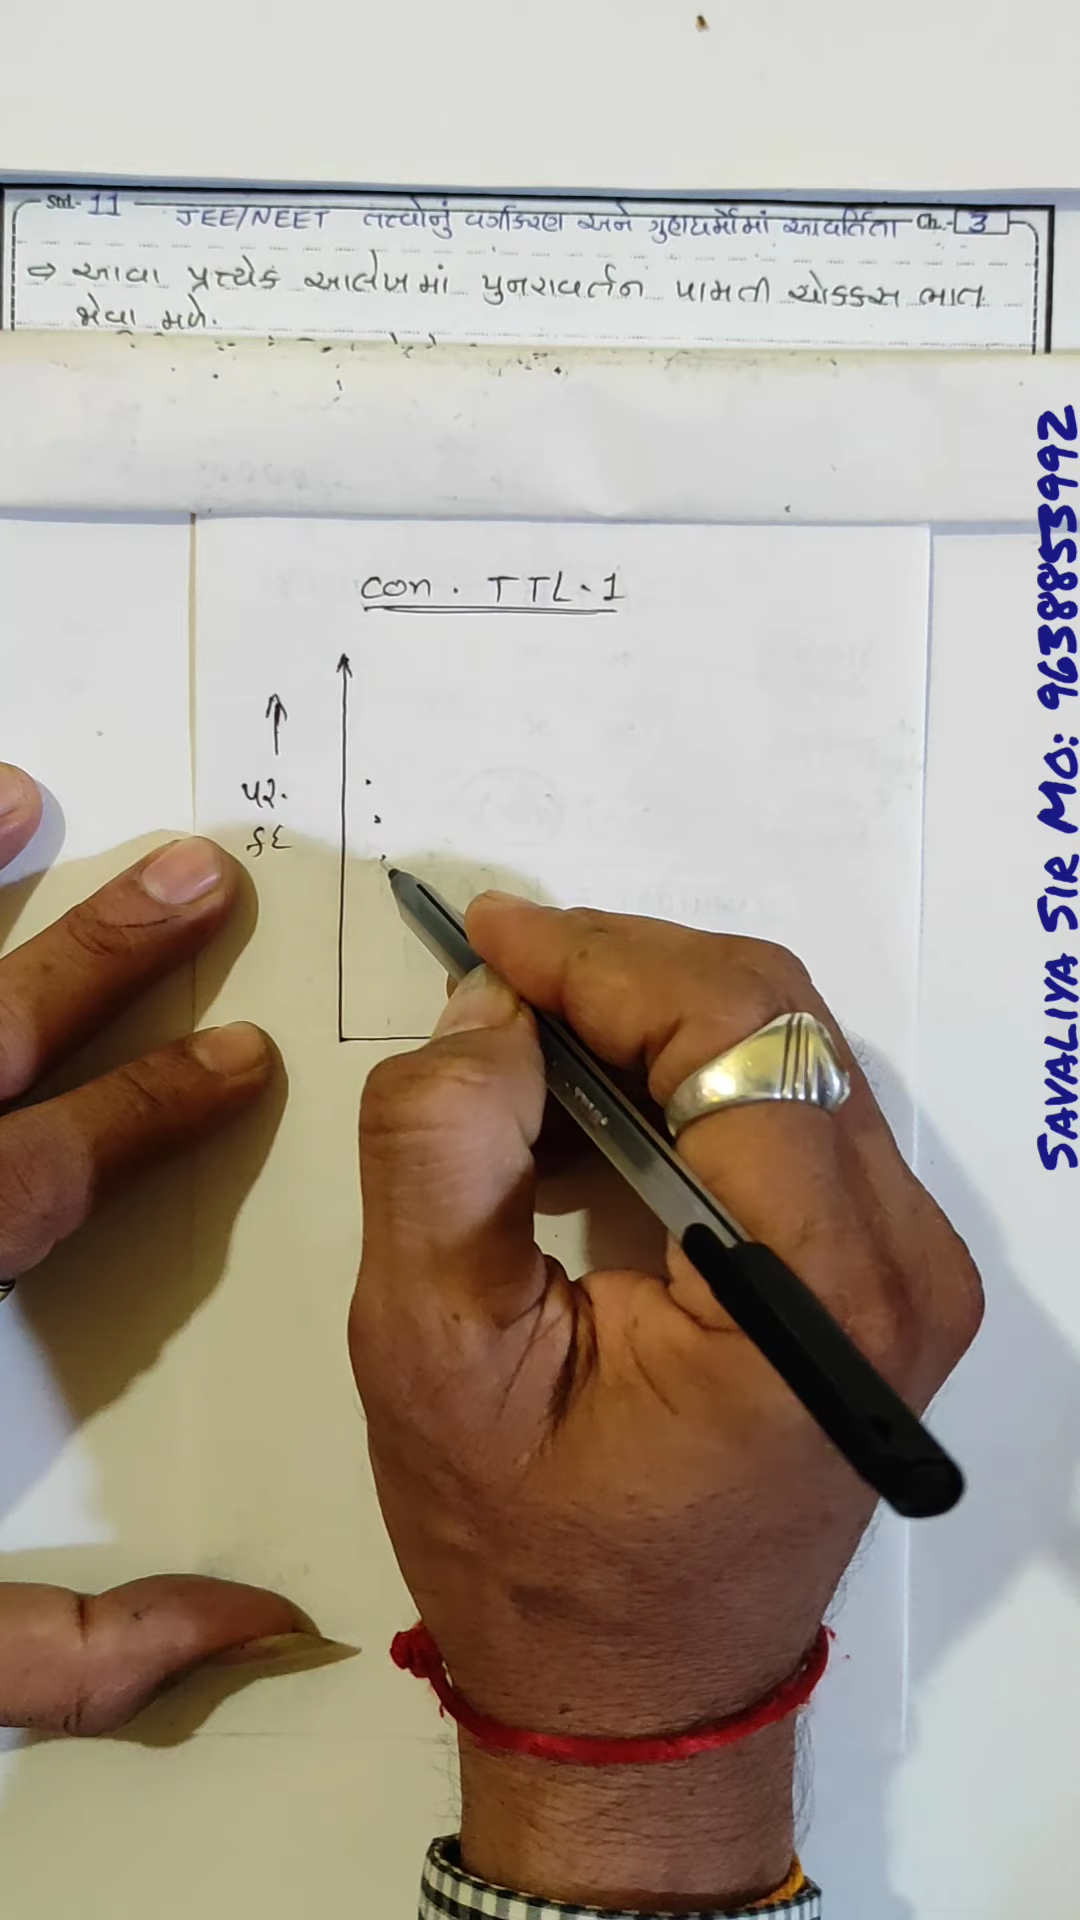 Std.- 11 JEE/NEET તત્ત્વોનું વર્ગીકરણ અને ગુણધર્મોમાં આવર્તિતા Ch.- 3
⇒ આવા પ્રત્યેક આલેખમાં પુનરાવર્તન પામતી ચોક્કસ ભાત
જોવા મળે.
con. TTL-1
પર.
કદ
SAVALIYA SIR MO: 9638853992